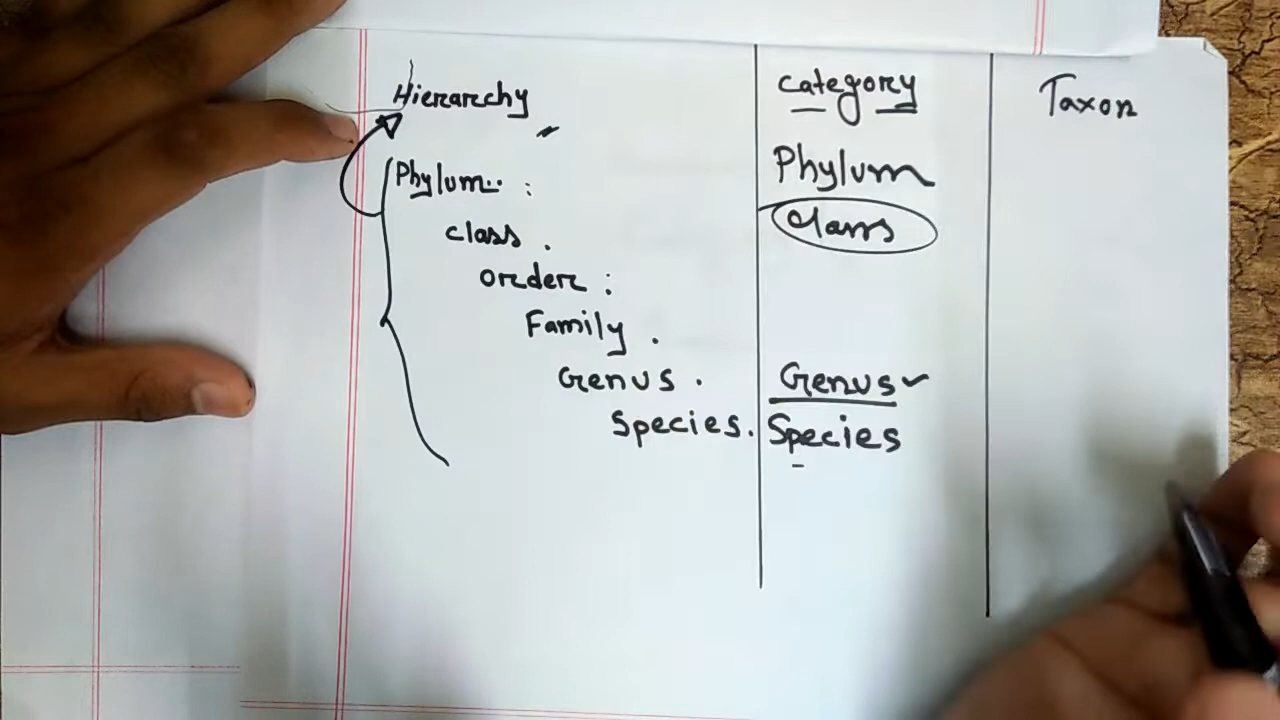 Hierarchy
Category
Taxon
Phylum :
class .
order :
Family .
Genus .
Species .
Phylum
class
Genus
Species